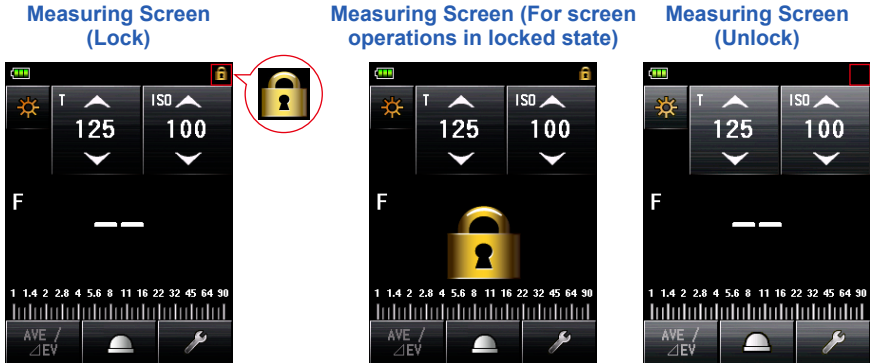 Measuring Screen
(Lock)
Measuring Screen (For screen
operations in locked state)
Measuring Screen
(Unlock)
T
ISO
125
100
F
1 1.4 2 2.8 4 5.6 8 11 16 22 32 45 64 90
AVE /
⊿EV
T
ISO
125
100
F
1 1.4 2 2.8 4 5.6 8 11 16 22 32 45 64 90
AVE /
⊿EV
T
ISO
125
100
F
1 1.4 2 2.8 4 5.6 8 11 16 22 32 45 64 90
AVE /
⊿EV